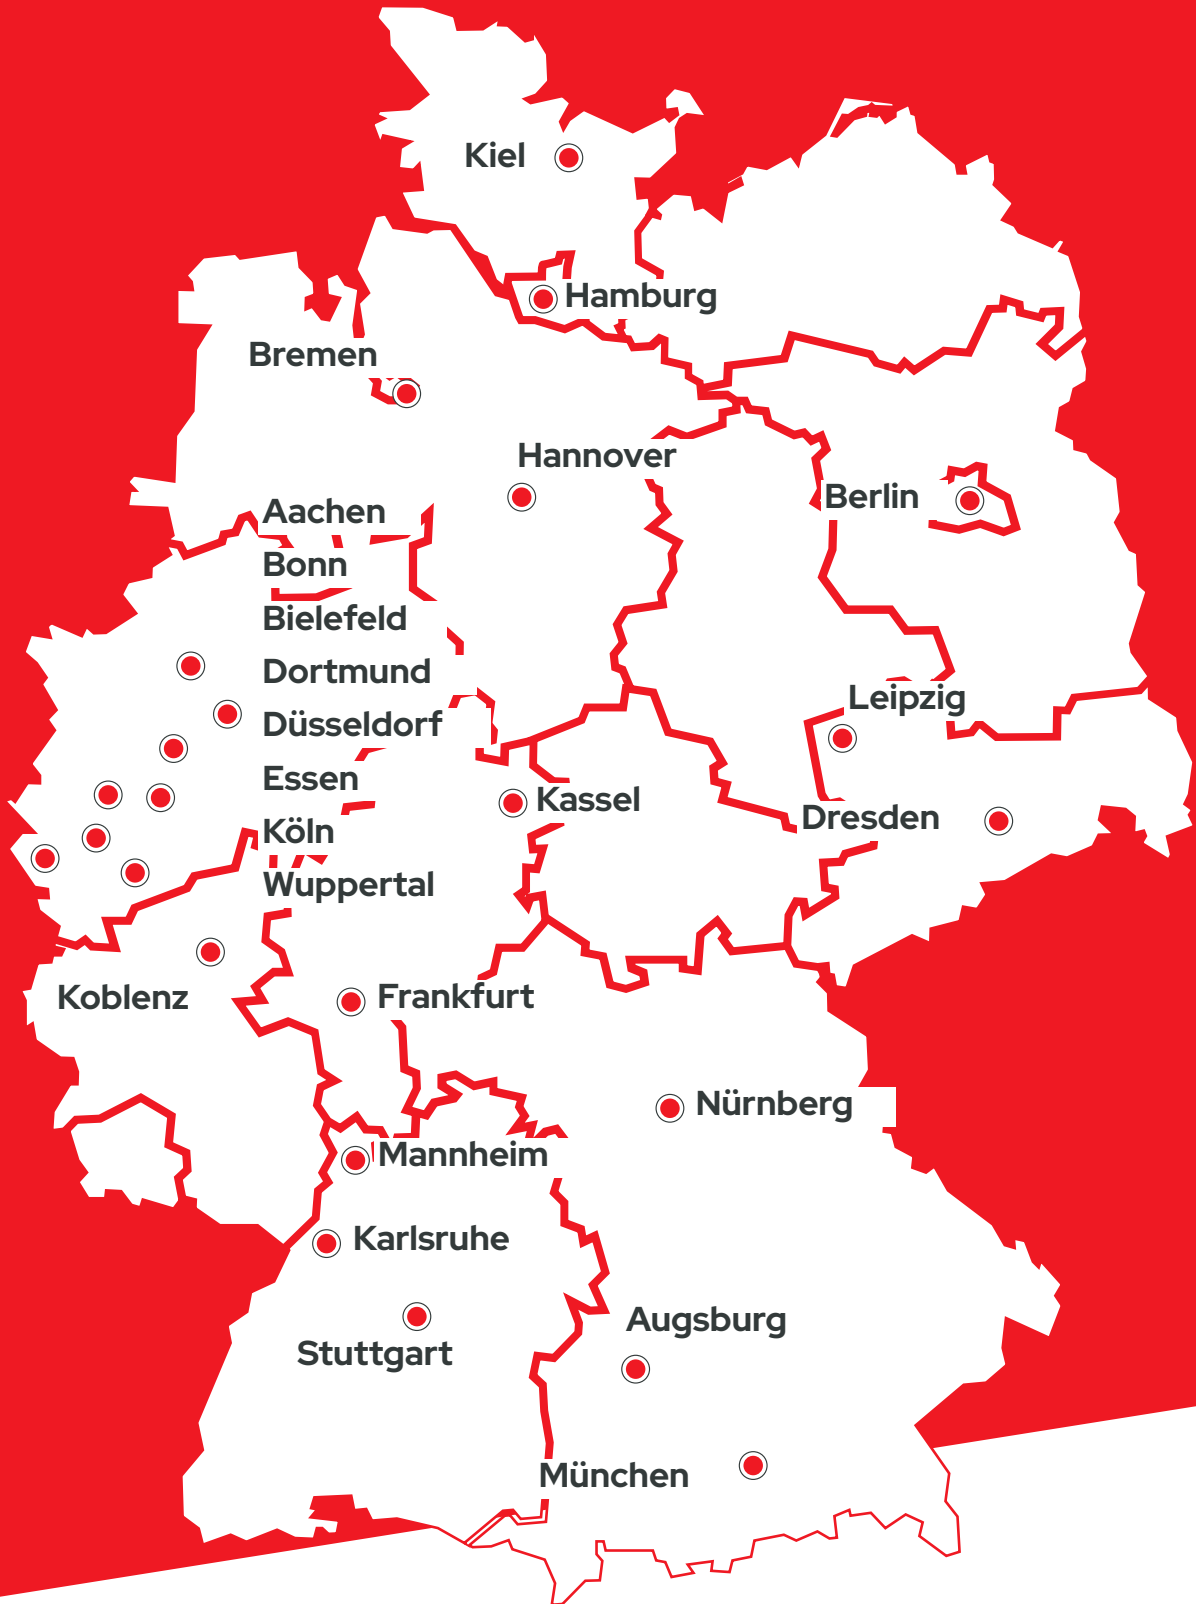 Kiel
Hamburg
Bremen
Hannover
Berlin
Aachen
Bonn
Bielefeld
Dortmund
Leipzig
Düsseldorf
Essen
Kassel
Dresden
Köln
Wuppertal
Koblenz
Frankfurt
Nürnberg
Mannheim
Karlsruhe
Augsburg
Stuttgart
München